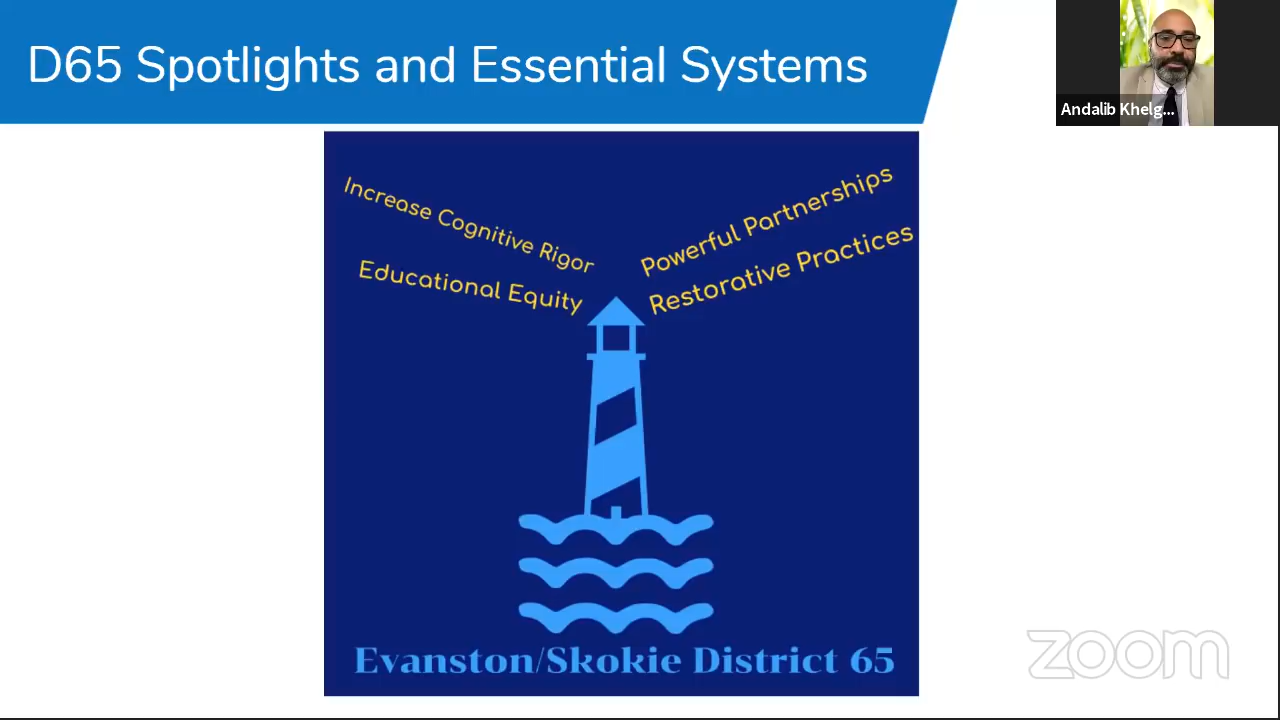 D65 Spotlights and Essential Systems
Andalib Khelg...
Increase Cognitive Rigor
Educational Equity
Powerful Partnerships
Restorative Practices
Evanston/Skokie District 65
zoom